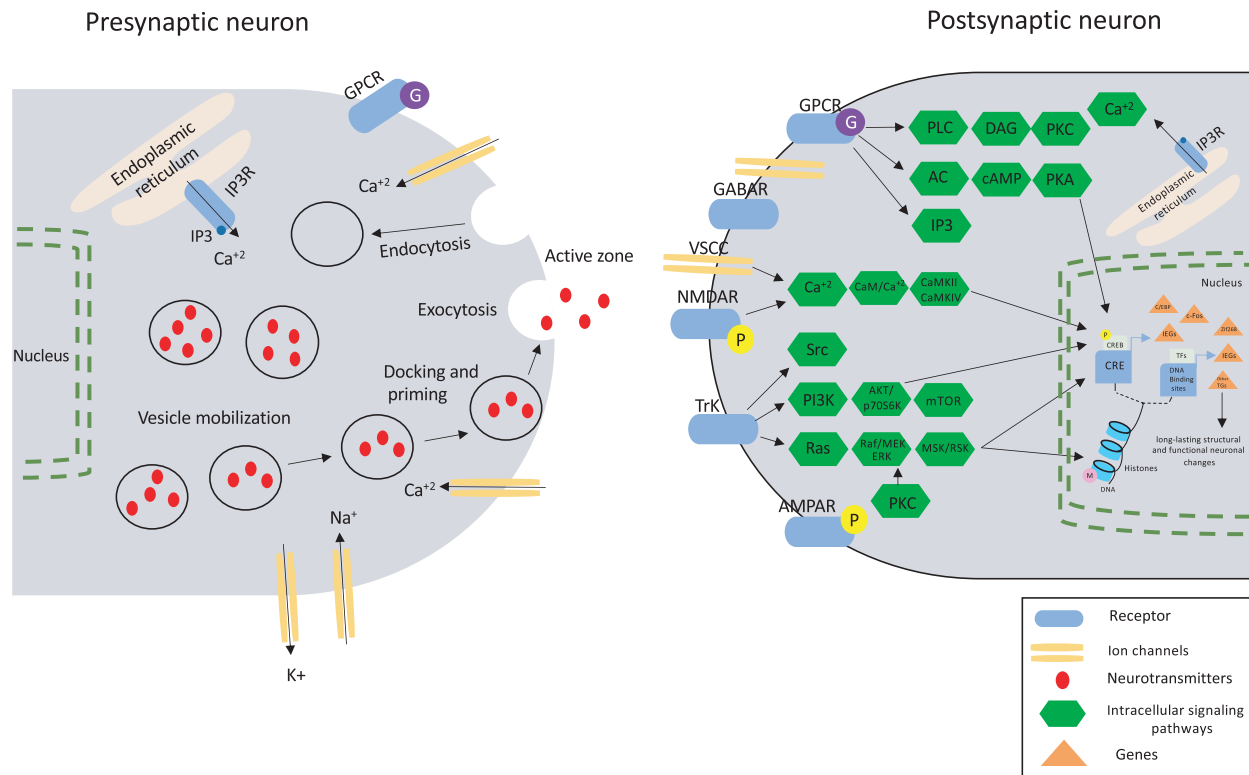 Presynaptic neuron
GPCR
G
Endoplasmic
reticulum
IP3R
IP3
Ca+2
Ca+2
Endocytosis
Active zone
Exocytosis
Nucleus
Docking and
priming
Vesicle mobilization
Ca+2
Na+
K+
Postsynaptic neuron
GPCR
G
PLC
DAG
PKC
Ca+2
IP3R
Endoplasmic
reticulum
AC
cAMP
PKA
IP3
GABAR
VSCC
Ca+2
CaM/Ca+2
CaMKII
CaMKIV
NMDAR
P
Src
TrK
PI3K
AKT/
p70S6K
mTOR
Ras
Raf/MEK
ERK
MSK/RSK
PKC
AMPAR
P
Nucleus
C/EBP
c-Fos
Zif268
P
CREB
IEGs
CRE
TFs
IEGs
DNA
Binding
sites
Other
TGs
long-lasting structural
and functional neuronal
changes
Histones
M
DNA
Receptor
Ion channels
Neurotransmitters
Intracellular signaling
pathways
Genes